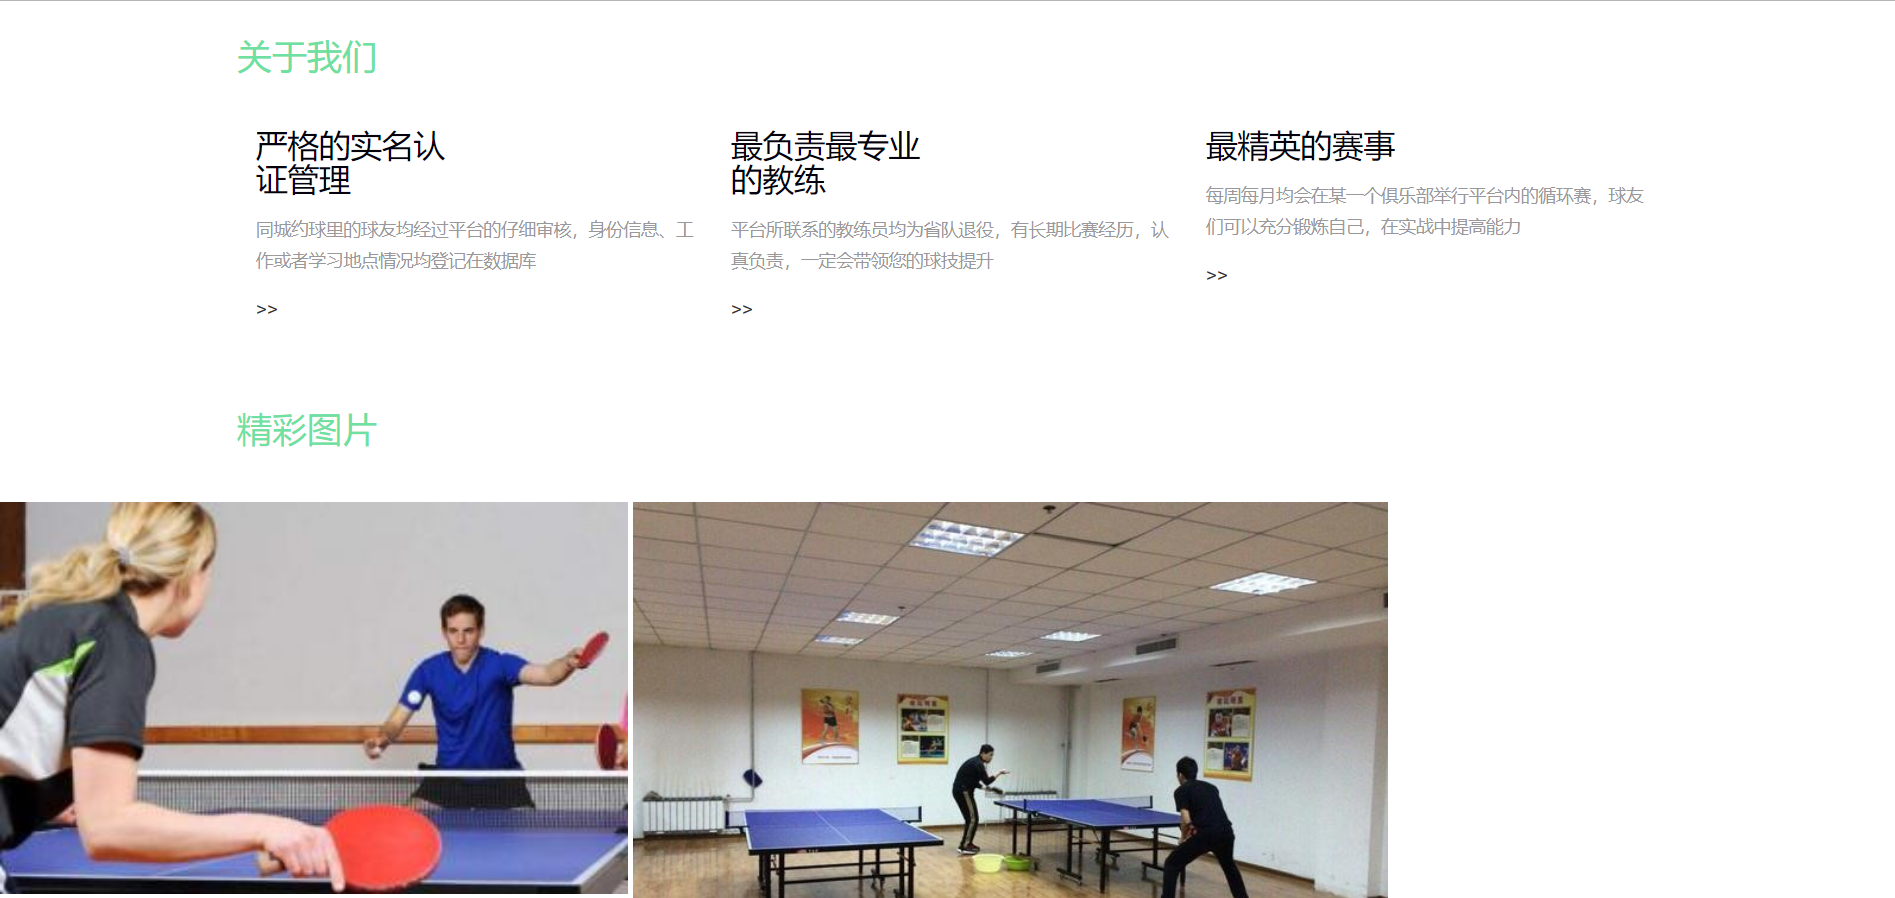 关于我们
严格的实名认
证管理
同城约球里的球友均经过平台的仔细审核，身份信息、工
作或者学习地点情况均登记在数据库
>>
最负责最专业
的教练
平台所联系的教练员均为省队退役，有长期比赛经历，认
真负责，一定会带领您的球技提升
>>
最精英的赛事
每周每月均会在某一个俱乐部举行平台内的循环赛，球友
们可以充分锻炼自己，在实战中提高能力
>>
精彩图片